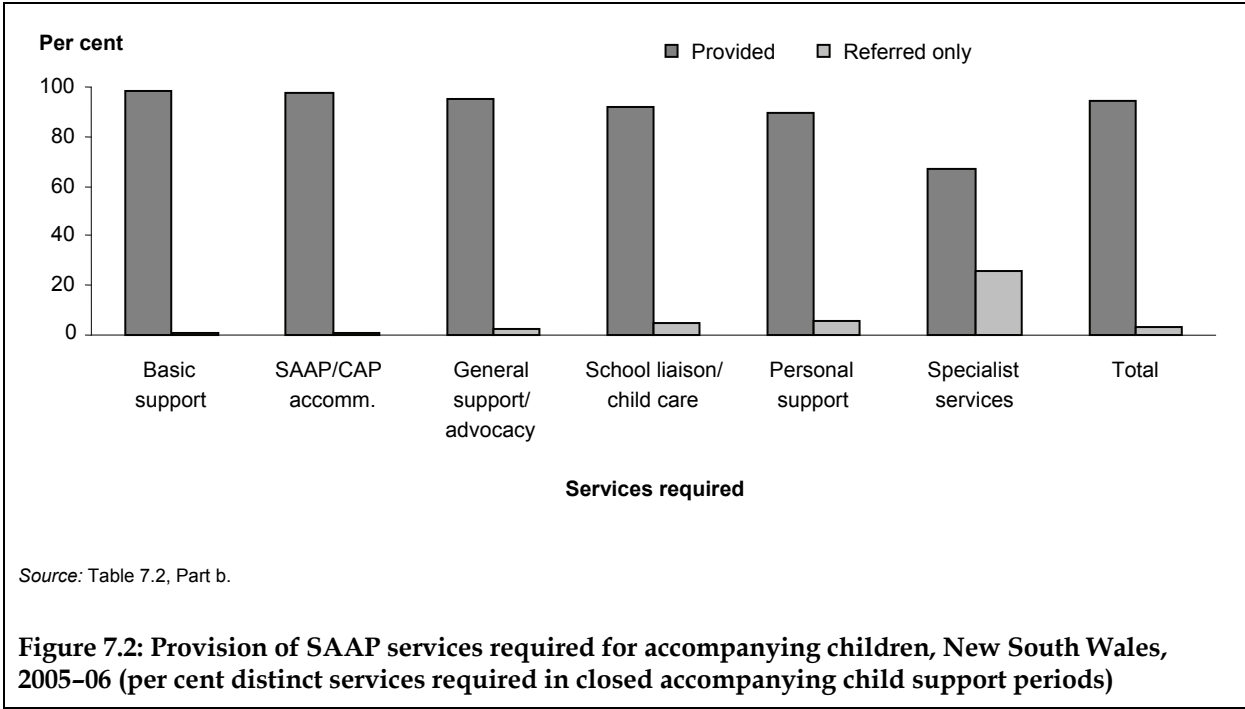 Per cent
Provided Referred only
100
80
60
40
20
0
Basic support
SAAP/CAP accomm.
General support/ advocacy
School liaison/ child care
Personal support
Specialist services
Total
Services required
Source: Table 7.2, Part b.
Figure 7.2: Provision of SAAP services required for accompanying children, New South Wales,
2005–06 (per cent distinct services required in closed accompanying child support periods)